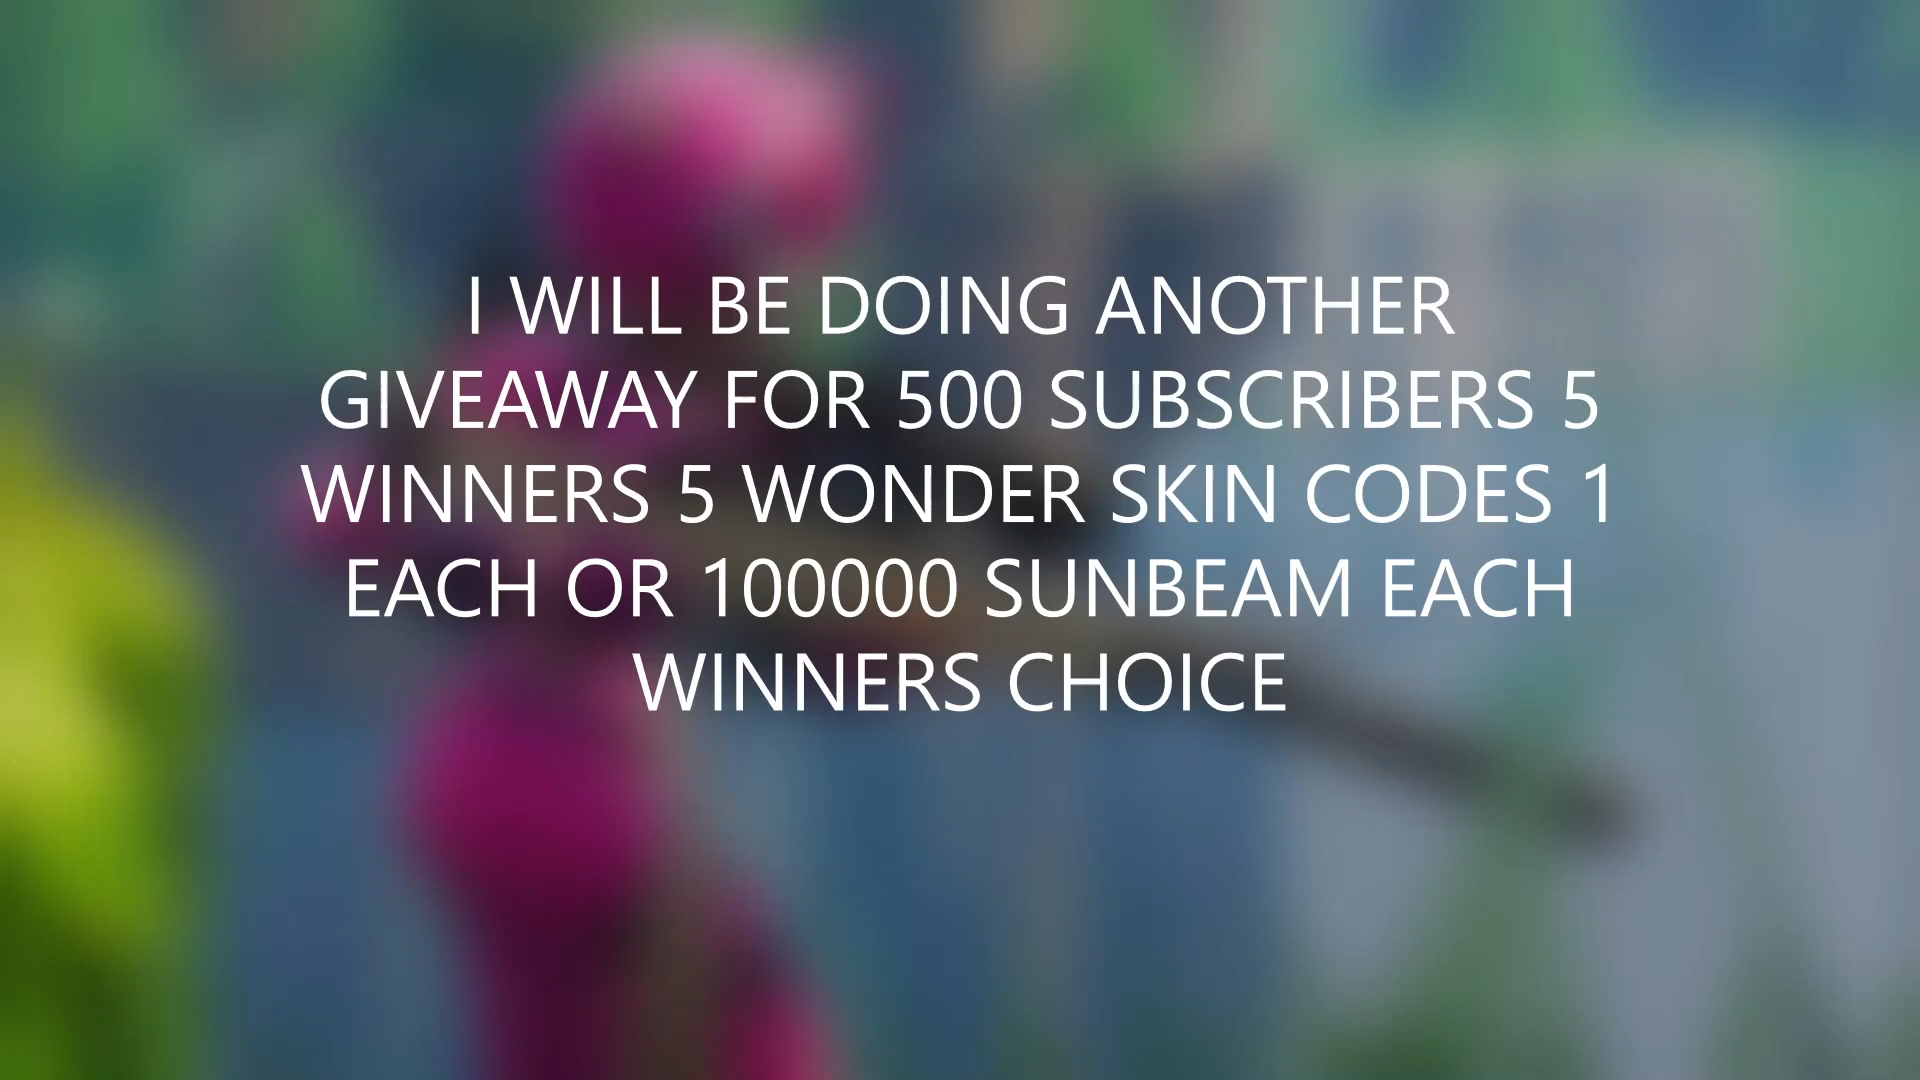 I WILL BE DOING ANOTHER
GIVEAWAY FOR 500 SUBSCRIBERS 5
WINNERS 5 WONDER SKIN CODES 1
EACH OR 100000 SUNBEAM EACH
WINNERS CHOICE